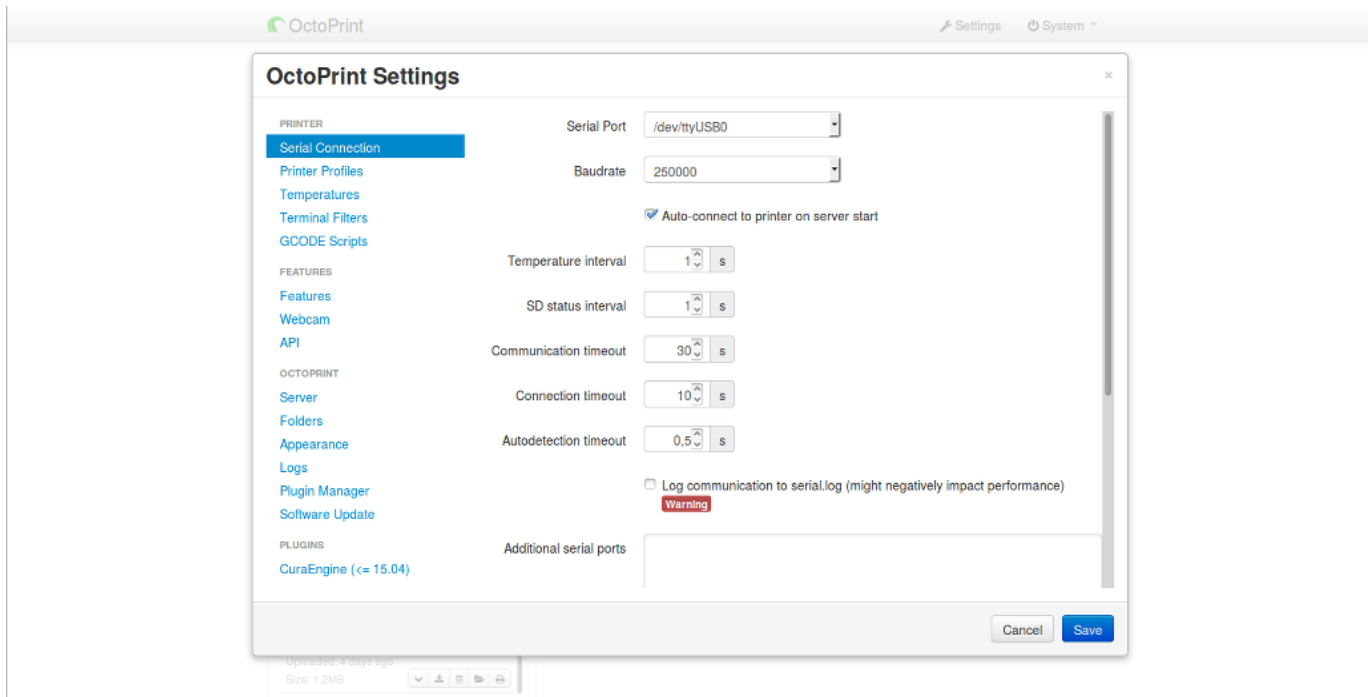 OctoPrint
Settings
System
OctoPrint Settings
×
PRINTER
Serial Connection
Printer Profiles
Temperatures
Terminal Filters
GCODE Scripts
FEATURES
Features
Webcam
API
OCTOPRINT
Server
Folders
Appearance
Logs
Plugin Manager
Software Update
PLUGINS
CuraEngine (<= 15.04)
Serial Port /dev/ttyUSB0
Baudrate 250000
Auto-connect to printer on server start
Temperature interval 1 s
SD status interval 1 s
Communication timeout 30 s
Connection timeout 10 s
Autodetection timeout 0,5 s
Log communication to serial.log (might negatively impact performance)
Warning
Additional serial ports
Cancel
Save
Uploaded: 4 days ago
Size: 1.2MB